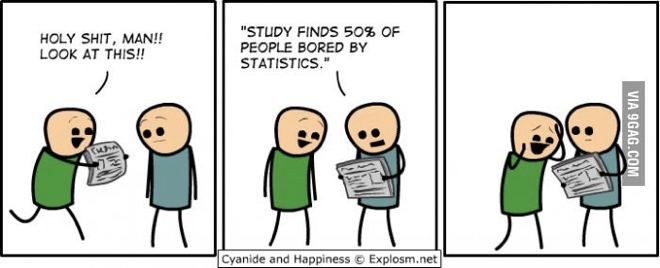 HOLY SHIT, MAN!!
LOOK AT THIS!!
"STUDY FINDS 50% OF
PEOPLE BORED BY
STATISTICS."
VIA 9GAG.COM
Cyanide and Happiness © Explosm.net